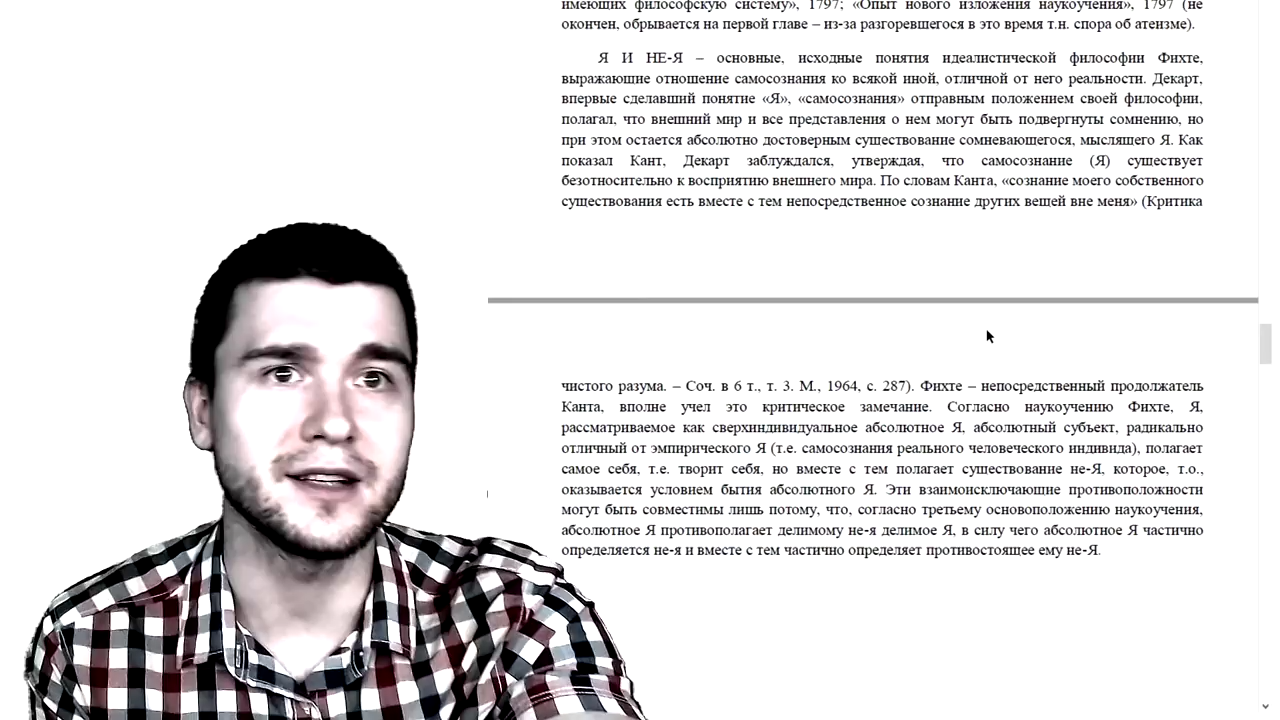 имеющих философскую систему», 1797; «Опыт нового изложения наукоучения», 1797 (не
окончен, обрывается на первой главе – из-за разгоревшегося в это время т.н. спора об атеизме).
Я И НЕ-Я – основные, исходные понятия идеалистической философии Фихте,
выражающие отношение самосознания ко всякой иной, отличной от него реальности. Декарт,
впервые сделавший понятие «Я», «самосознания» отправным положением своей философии,
полагал, что внешний мир и все представления о нем могут быть подвергнуты сомнению, но
при этом остается абсолютно достоверным существование сомневающегося, мыслящего Я. Как
показал Кант, Декарт заблуждался, утверждая, что самосознание (Я) существует
безотносительно к восприятию внешнего мира. По словам Канта, «сознание моего собственного
существования есть вместе с тем непосредственное сознание других вещей вне меня» (Критика
чистого разума. – Соч. в 6 т., т. 3. М., 1964, с. 287). Фихте – непосредственный продолжатель
Канта, вполне учел это критическое замечание. Согласно наукоучению Фихте, Я,
рассматриваемое как сверхиндивидуальное абсолютное Я, абсолютный субъект, радикально
отличный от эмпирического Я (т.е. самосознания реального человеческого индивида), полагает
самое себя, т.е. творит себя, но вместе с тем полагает существование не-Я, которое, т.о.,
оказывается условием бытия абсолютного Я. Эти взаимоисключающие противоположности
могут быть совместимы лишь потому, что, согласно третьему основоположению наукоучения,
абсолютное Я противополагает делимому не-я делимое Я, в силу чего абсолютное Я частично
определяется не-я и вместе с тем частично определяет противостоящее ему не-Я.